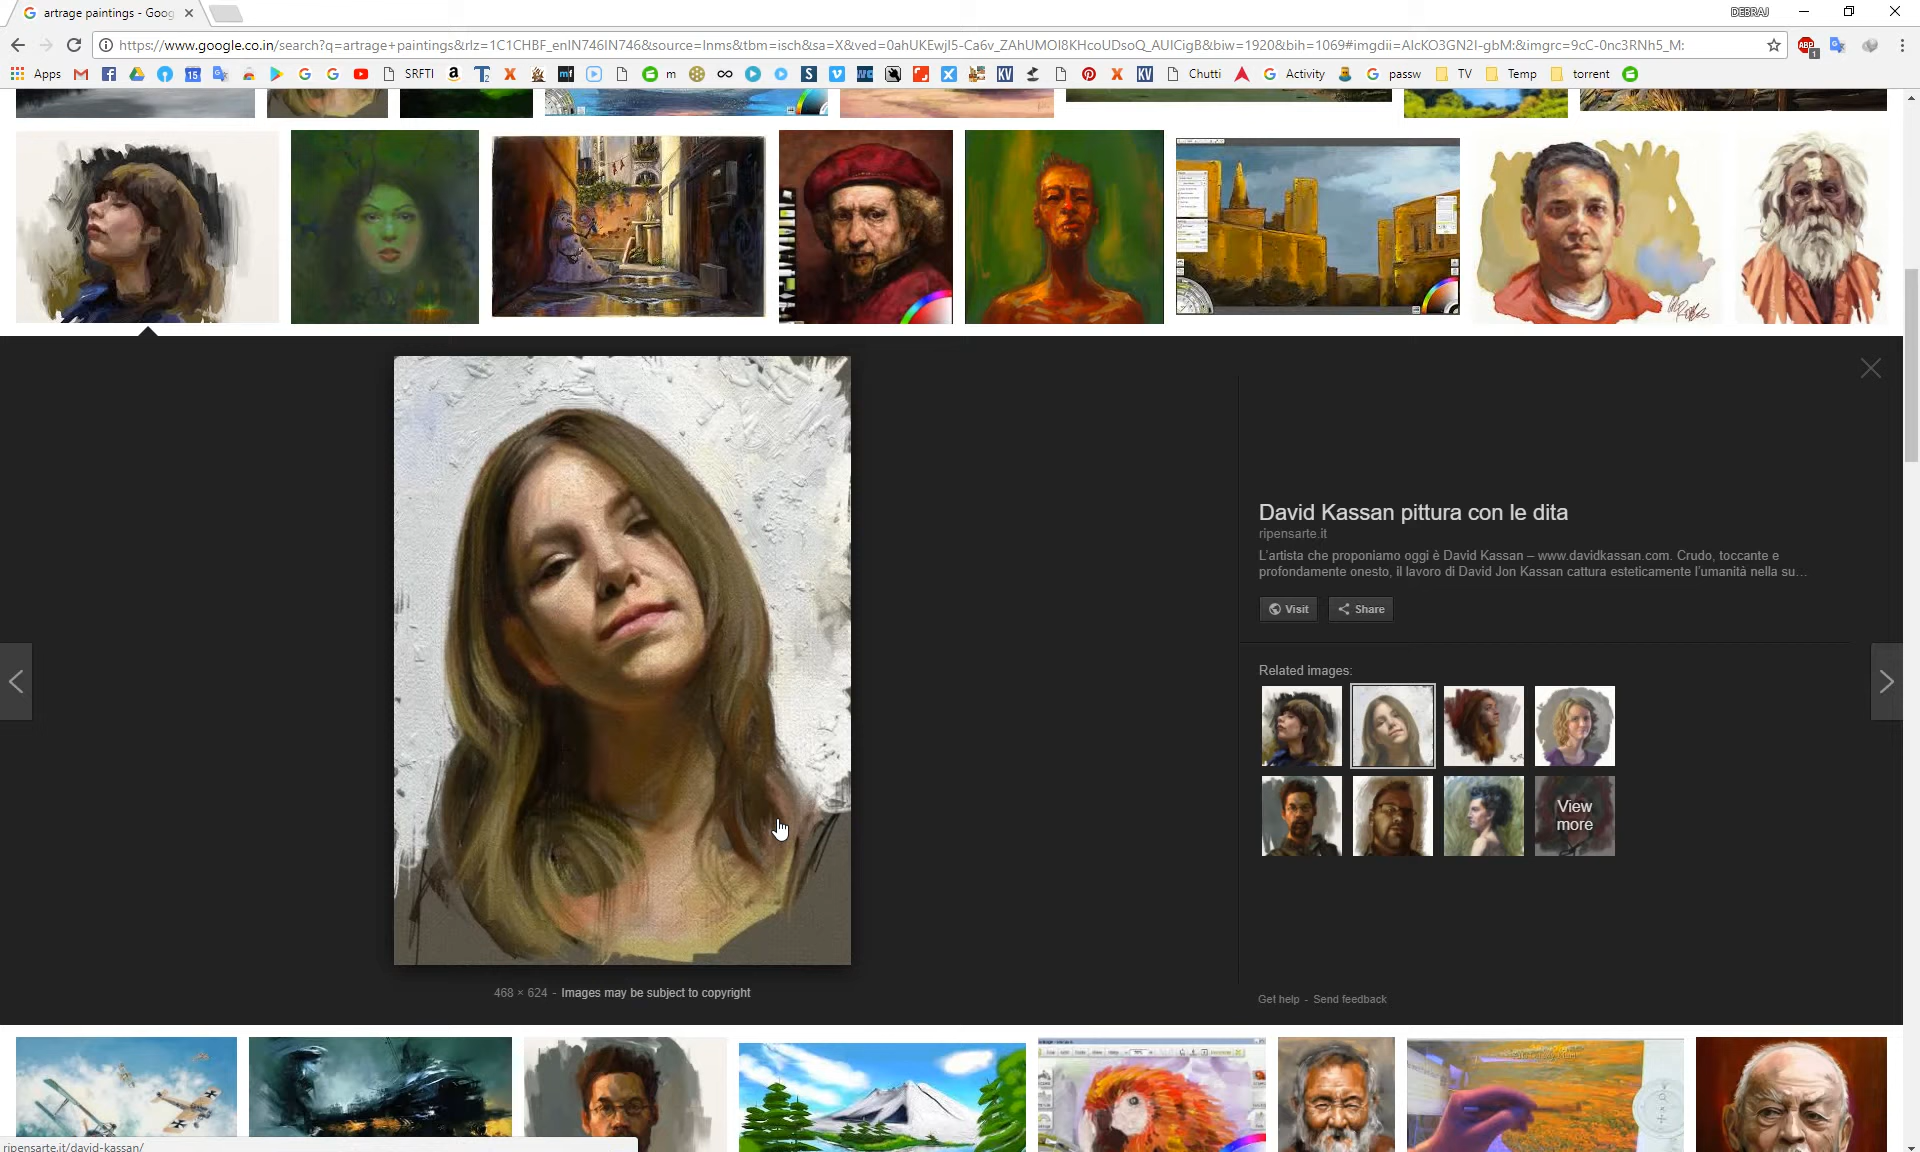 artrage paintings - Goog
DEBRAJ
https://www.google.co.in/search?q=artrage+paintings&rlz=1C1CHBF_enIN746IN746&source=lnms&tbm=isch&sa=X&ved=0ahUKEwjI5-Ca6v_ZAhUMOI8KHcoUDsoQ_AUICigB&biw=1920&bih=1069#imgdii=AIcKO3GN2I-gbM:&imgrc=9cC-0nc3RNh5_M:
Apps
SRFTI
m
Chutti
Activity
passw
TV
Temp
torrent
David Kassan pittura con le dita
ripensarte.it
L'artista che proponiamo oggi è David Kassan – www.davidkassan.com. Crudo, toccante e
profondamente onesto, il lavoro di David Jon Kassan cattura esteticamente l'umanità nella su...
Visit
Share
Related images:
View
more
468 × 624 - Images may be subject to copyright
Get help - Send feedback
ripensarte.it/david-kassan/